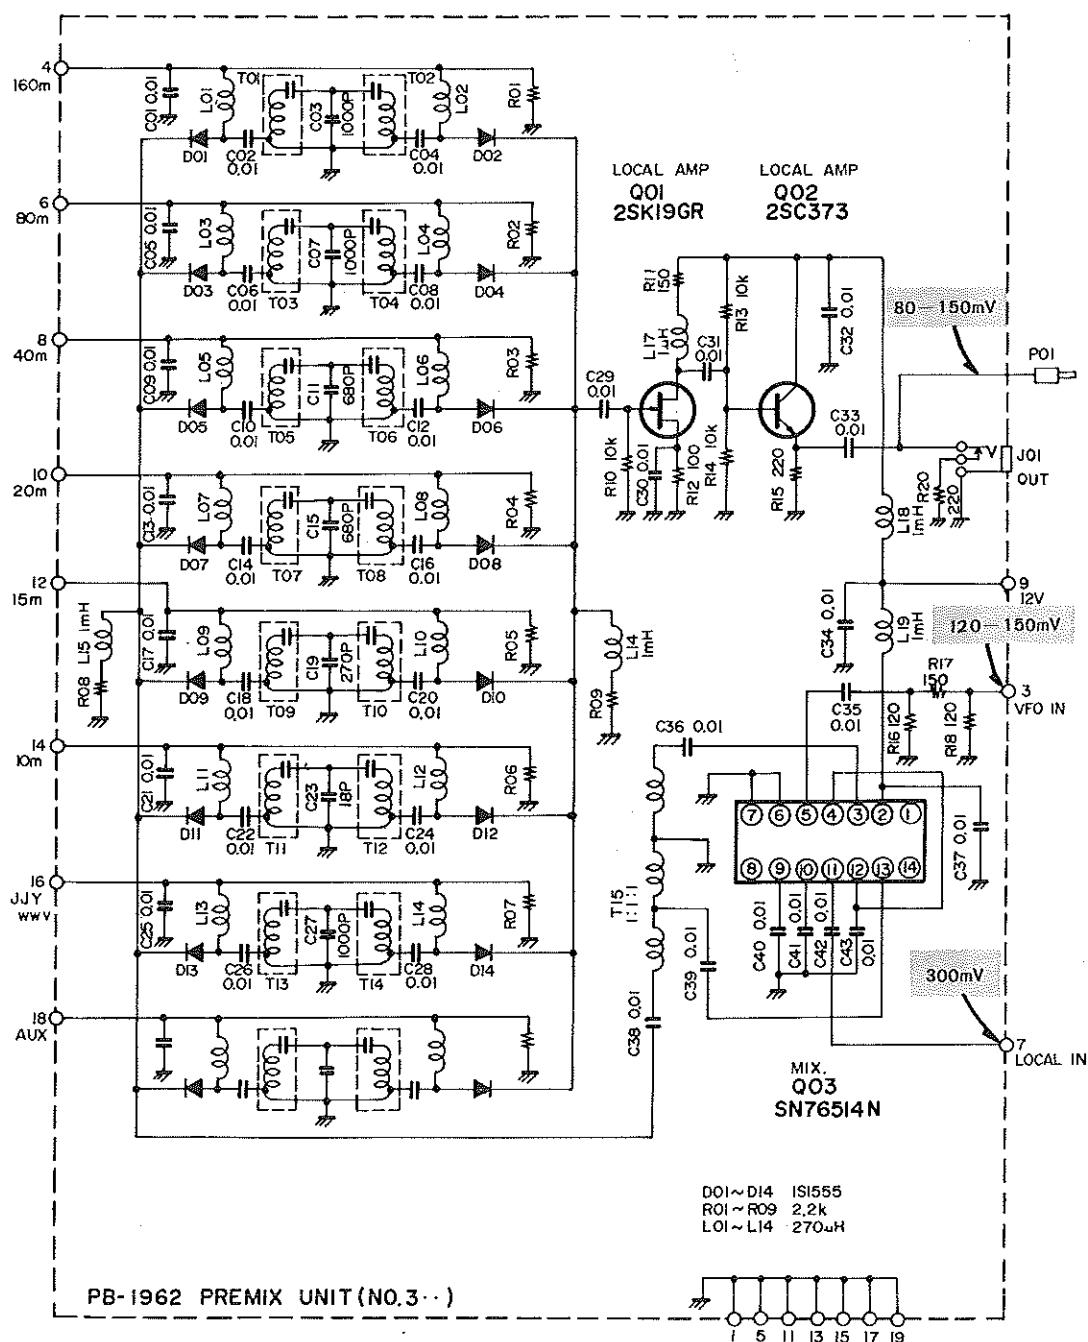 4
160m
C01 0.01
L01
T01
C03
1000P
T02
L02
R01
D01
C02
0.01
C04
0.01
D02
6
80m
C05 0.01
L03
C07
1000P
L04
R02
D03
C06
0.01
T03
T04
C08
0.01
D04
8
40m
C09 0.01
L05
C11
680P
L06
R03
D05
C10
0.01
T05
T06
C12
0.01
D06
10
20m
C13 0.01
L07
C15
680P
L08
R04
D07
C14
0.01
T07
T08
C16
0.01
D08
12
15m
L15 1mH
R08
C17 0.01
L09
C19
270P
L10
R05
D09
C18
0.01
T09
T10
C20
0.01
D10
L14
1mH
R09
14
10m
C21 0.01
L11
C23
18P
L12
R06
D11
C22
0.01
T11
T12
C24
0.01
D12
16
JJY
WWV
C25 0.01
L13
C27
1000P
L14
R07
D13
C26
0.01
T13
T14
C28
0.01
D14
18
AUX
LOCAL AMP
Q01
2SK19GR
LOCAL AMP
Q02
2SC373
R11
150
L17
1μH
C31
0.01
R13 10k
C32 0.01
80-150mV
P01
C29
0.01
R10 10k
C30 0.01
R12 100
R14 10k
R15 220
C33
0.01
V
J01
OUT
R20
220
L18
1mH
9
12V
C34 0.01
L19
1mH
120-150mV
R17
150
3
VFO IN
C35
0.01
R16 120
R18 120
C36 0.01
7 6 5 4 3 2 1
8 9 10 11 12 13 14
C37 0.01
T15
1:1:1
C38 0.01
C39 0.01
C40 0.01
C41 0.01
C42 0.01
C43 0.01
300mV
7
LOCAL IN
MIX.
Q03
SN76514N
D01~D14 1S1555
R01~R09 2.2k
L01~L14 270uH
PB-1962 PREMIX UNIT (NO.3··)
1 5 11 13 15 17 19